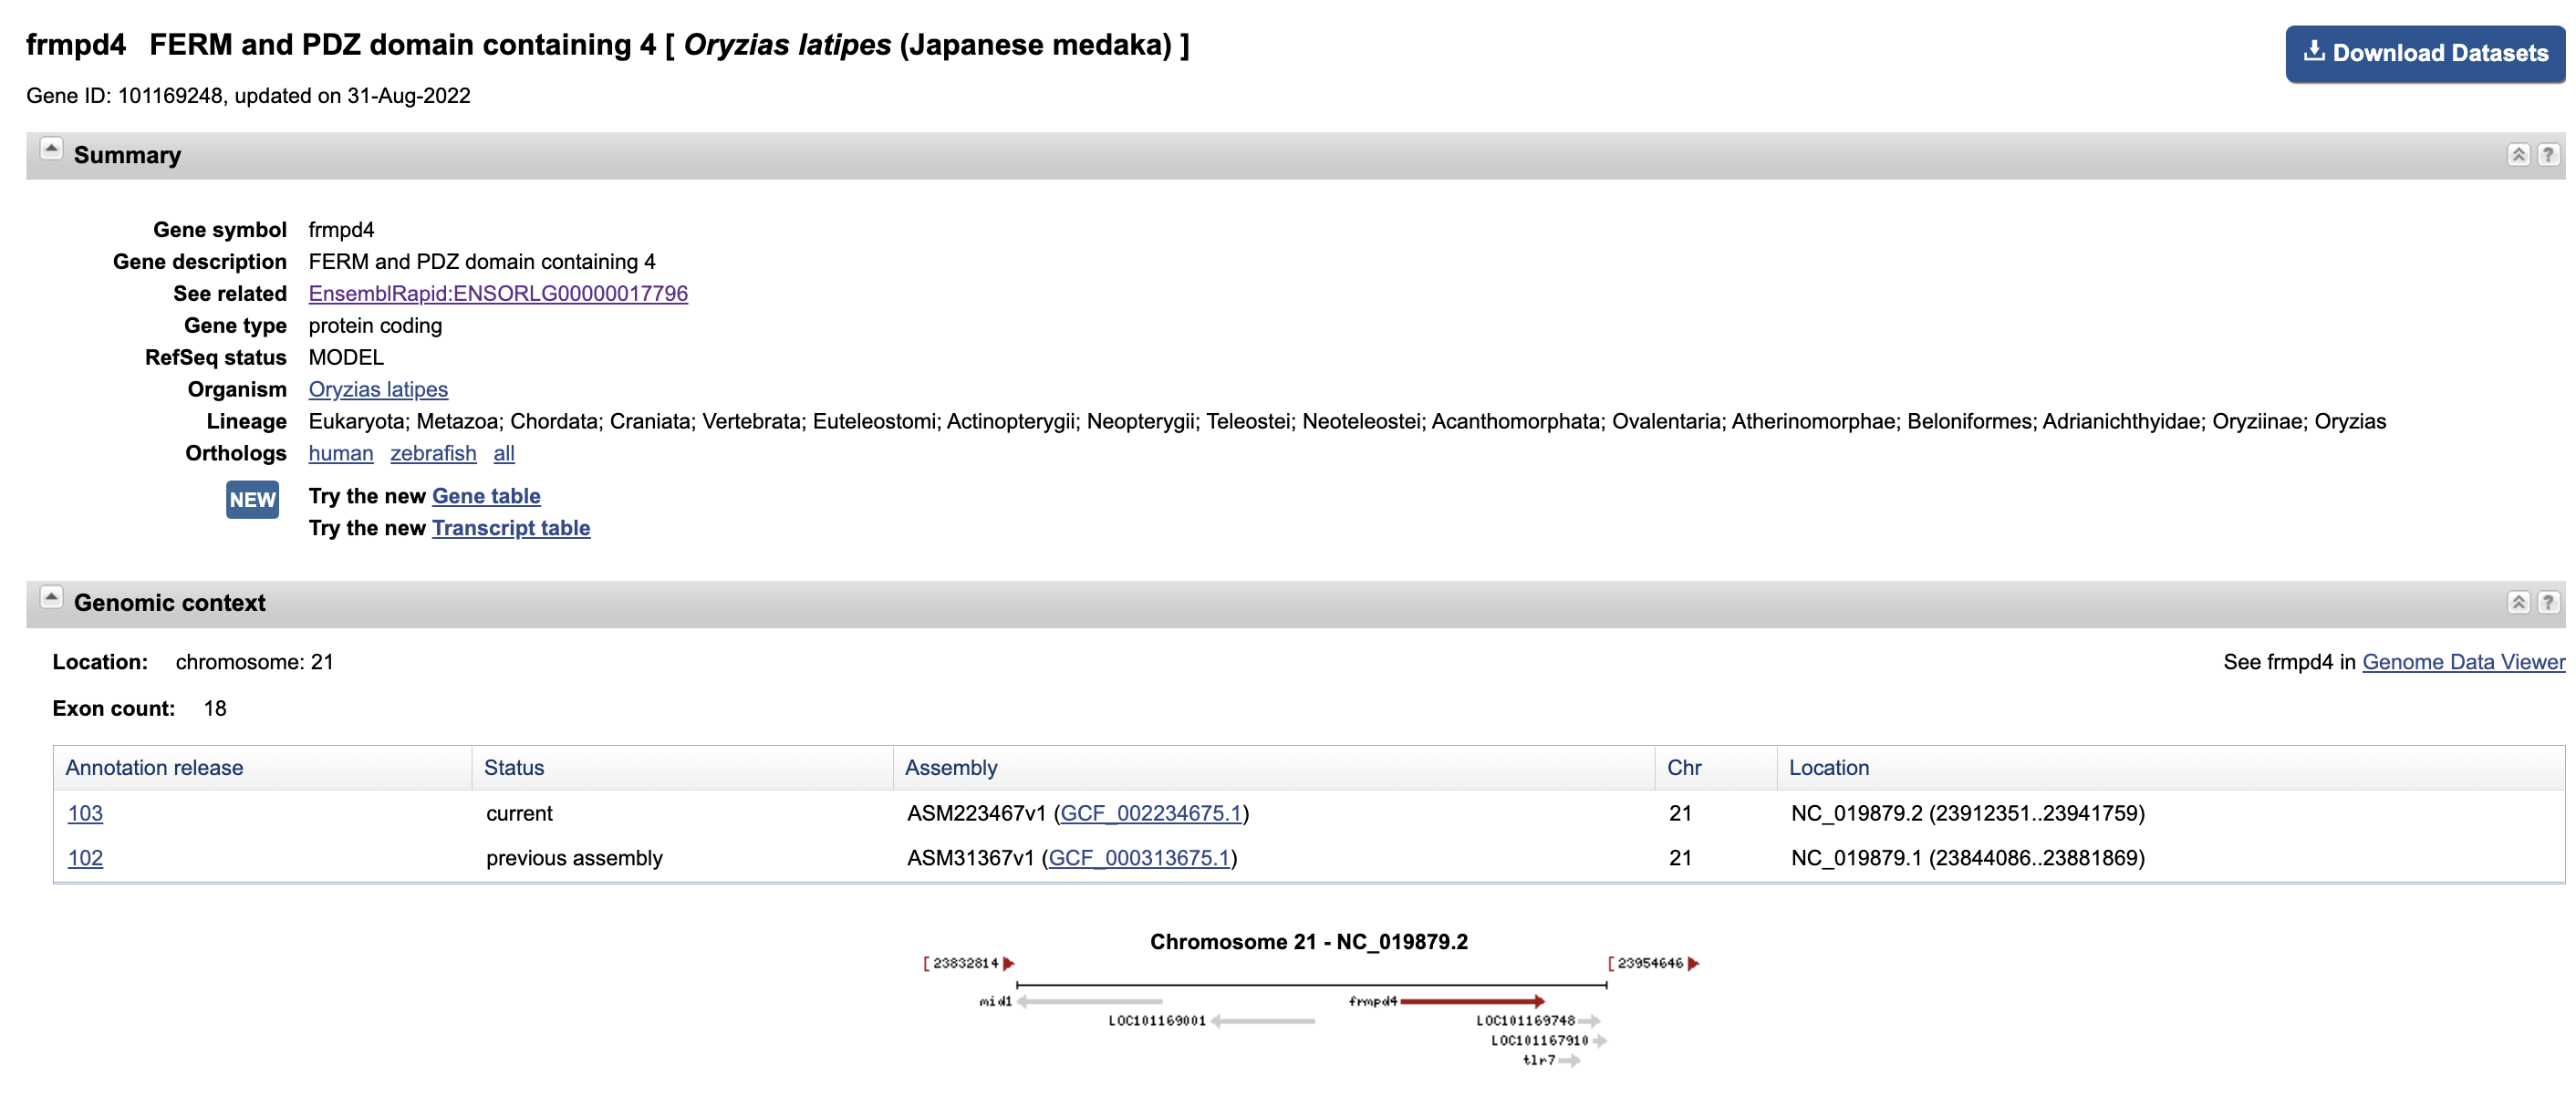 frmpd4 FERM and PDZ domain containing 4 [ Oryzias latipes (Japanese medaka) ]
Download Datasets
Gene ID: 101169248, updated on 31-Aug-2022
Summary
?
Gene symbol frmpd4
Gene description FERM and PDZ domain containing 4
See related EnsemblRapid:ENSORLG00000017796
Gene type protein coding
RefSeq status MODEL
Organism Oryzias latipes
Lineage Eukaryota; Metazoa; Chordata; Craniata; Vertebrata; Euteleostomi; Actinopterygii; Neopterygii; Teleostei; Neoteleostei; Acanthomorphata; Ovalentaria; Atherinomorphae; Beloniformes; Adrianichthyidae; Oryziinae; Oryzias
Orthologs human zebrafish all
NEW Try the new Gene table
Try the new Transcript table
Genomic context
?
Location: chromosome: 21
See frmpd4 in Genome Data Viewer
Exon count: 18
Annotation release Status Assembly Chr Location
103 current ASM223467v1 (GCF_002234675.1) 21 NC_019879.2 (23912351..23941759)
102 previous assembly ASM31367v1 (GCF_000313675.1) 21 NC_019879.1 (23844086..23881869)
Chromosome 21 - NC_019879.2
[ 23832814 [ 23954646
mid1 frmpd4
LOC101169001 LOC101169748
LOC101167910
tlr7